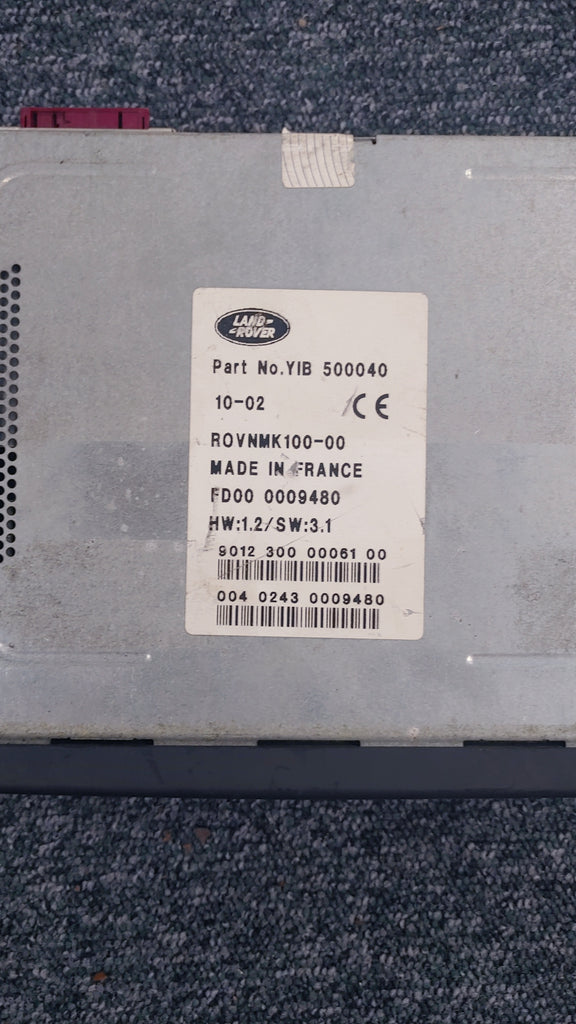 LAND-
-ROVER
Part No.YIB 500040
10-02 CE
ROVNMK100-00
MADE IN FRANCE
FD00 0009480
HW:1.2/SW:3.1
9012 300 00061 00
004 0243 0009480